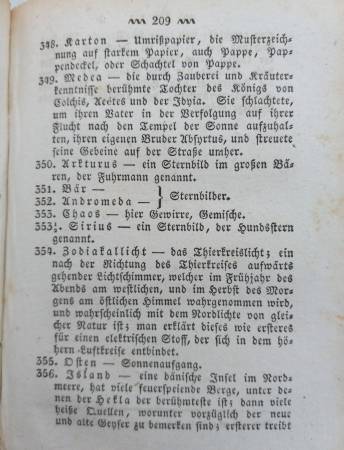 209
348. Karton — Umrißpapier, die Musterzeich-
nung auf starkem Papier, auch Pappe, Pap-
pendeckel, oder Schachtel von Pappe.
349. Medea — die durch Zauberei und Kräuter-
kenntnisse berühmte Tochter des Königs von
Colchis, Aeetes und der Idyia. Sie schlachtete,
um ihren Vater in der Verfolgung auf ihrer
Flucht nach den Tempel der Sonne aufzuhal-
ten, ihren eigenen Bruder Absyrtus, und streuete
seine Gebeine auf der Straße umher.
350. Arkturus — ein Sternbild im großen Bä-
ren, der Fuhrmann genannt.
351. Bär —
352. Andromeda — } Sternbilder.
353. Chaos — hier Gewirre, Gemische.
353½. Sirius — ein Sternbild, der Hundsstern
genannt.
354. Zodiakallicht — das Thierkreislicht; ein
nach der Richtung des Thierkreises aufwärts
gehender Lichtschimmer, welcher im Frühjahr
des Abends am westlichen, und im Herbst des Mor-
gens am östlichen Himmel wahrgenommen wird,
und wahrscheinlich mit dem Nordlichte von glei-
cher Natur ist; man erklärt dieses wie ersteres
für einen elektrischen Stoff, der sich in dem hö-
hern Luftkreise entbindet.
355. Osten — Sonnenaufgang.
356. Island — eine dänische Insel im Nord-
meere, hat viele feuerspeiende Berge, unter de-
nen der Hekla der berühmteste ist; dann viele
heiße Quellen, worunter vorzüglich der neue
und alte Geyser zu bemerken sind; ersterer treibt